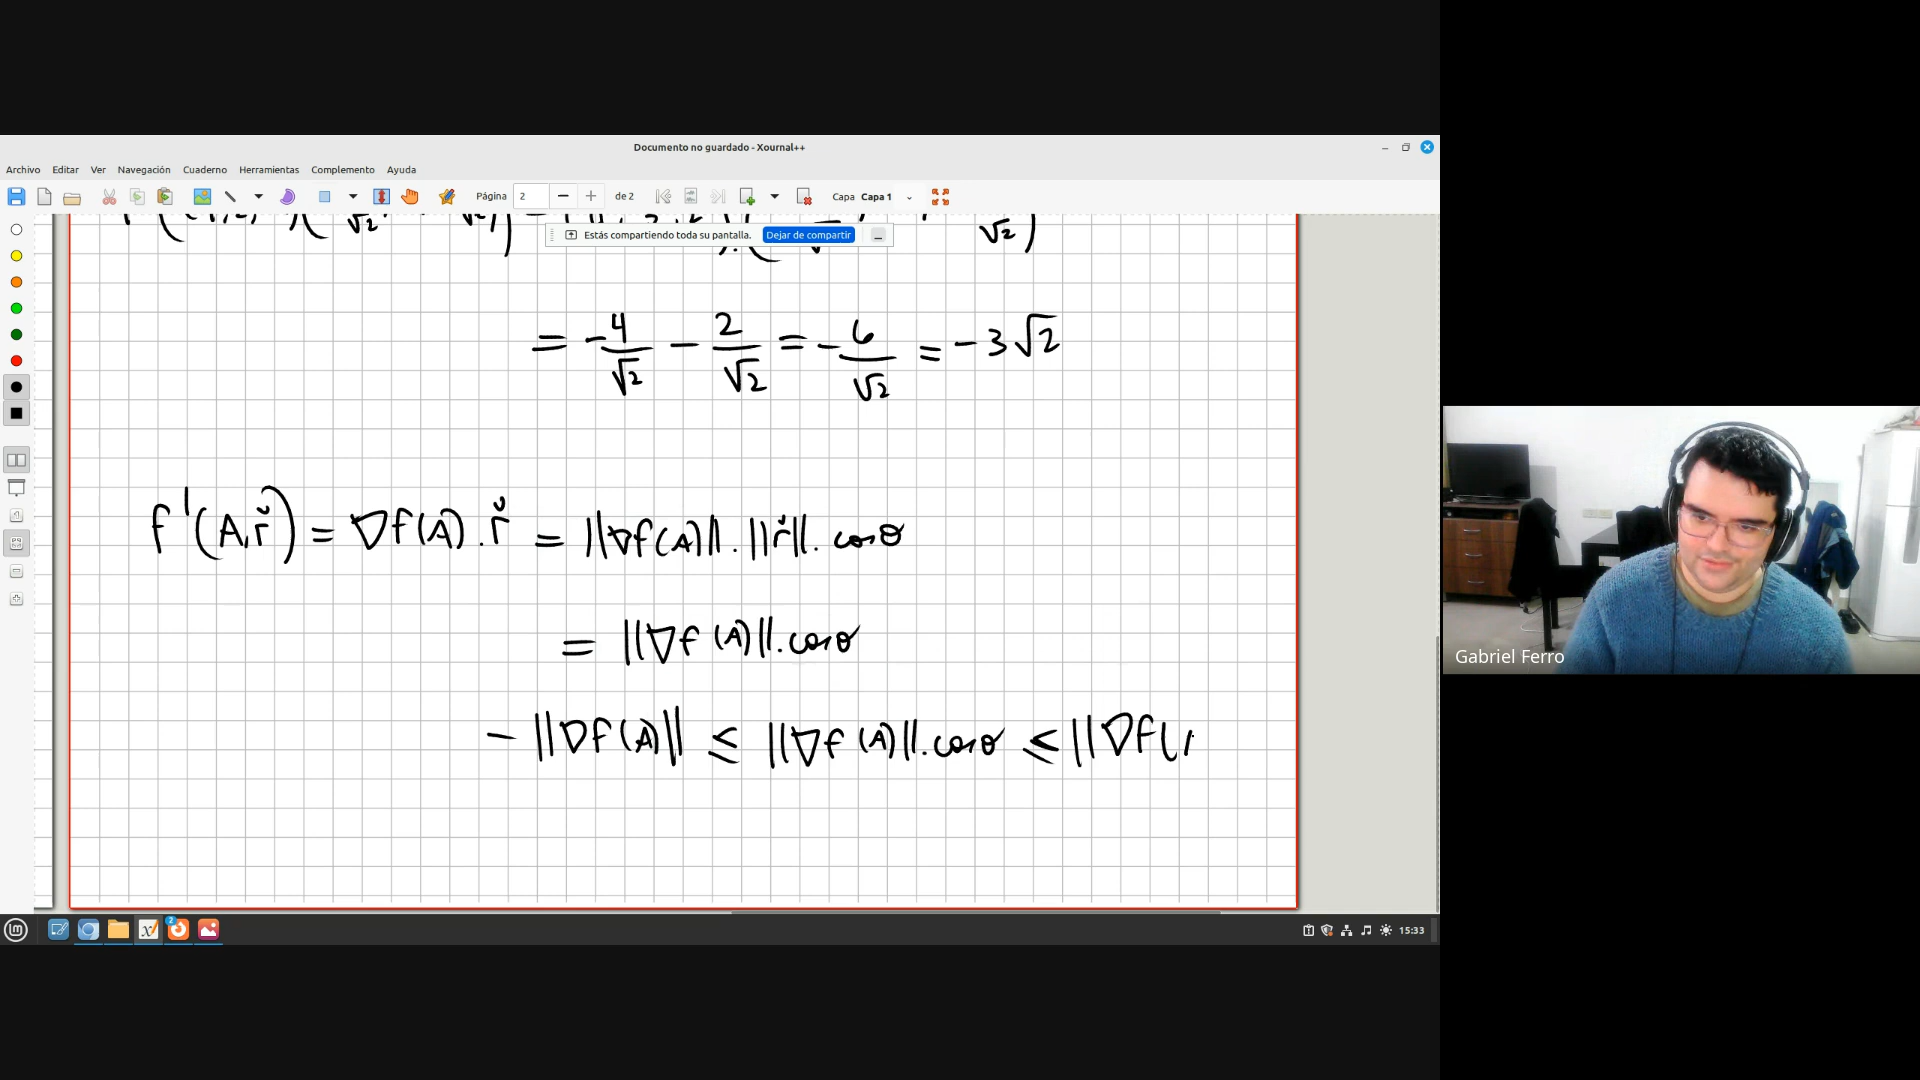 Documento no guardado - Xournal++
Archivo Editar Ver Navegación Cuaderno Herramientas Complemento Ayuda
Página 2 de 2 Capa Capa 1
Estás compartiendo toda su pantalla. Dejar de compartir
= -4/√2 - 2/√2 = -6/√2 = -3√2
f'(A,ř) = ∇f(A).ř = ||∇f(A)||.||ř||.cosθ
= ||∇f(A)||.cosθ
-||∇f(A)|| ≤ ||∇f(A)||.cosθ ≤ ||∇f(
Gabriel Ferro
2
15:33